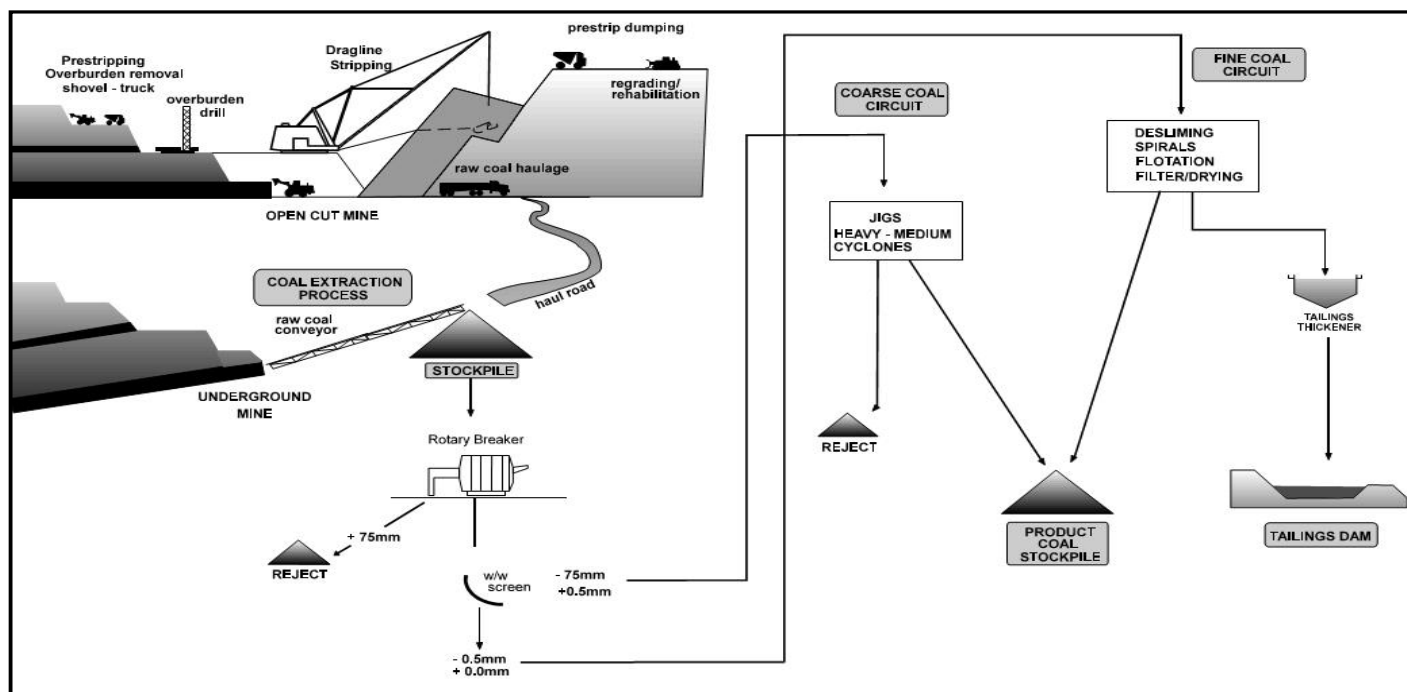 prestrip dumping
Prestripping
Overburden removal
shovel - truck
overburden
drill
Dragline
Stripping
regrading/
rehabilitation
raw coal haulage
OPEN CUT MINE
haul road
COAL EXTRACTION
PROCESS
raw coal
conveyor
UNDERGROUND
MINE
STOCKPILE
Rotary Breaker
+ 75mm
REJECT
w/w
screen
- 75mm
+0.5mm
- 0.5mm
+ 0.0mm
COARSE COAL
CIRCUIT
JIGS
HEAVY - MEDIUM
CYCLONES
REJECT
FINE COAL
CIRCUIT
DESLIMING
SPIRALS
FLOTATION
FILTER/DRYING
TAILINGS
THICKENER
PRODUCT
COAL
STOCKPILE
TAILINGS DAM